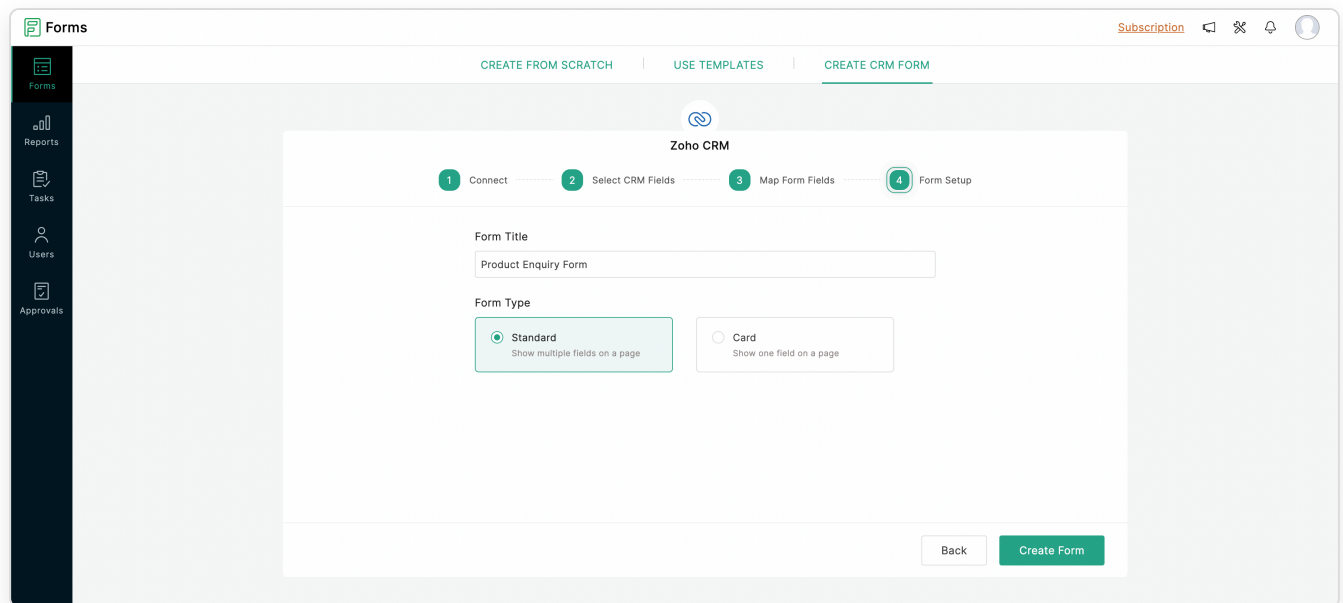 Forms
Subscription
Forms
Reports
Tasks
Users
Approvals
CREATE FROM SCRATCH
USE TEMPLATES
CREATE CRM FORM
Zoho CRM
1 Connect
2 Select CRM Fields
3 Map Form Fields
4 Form Setup
Form Title
Product Enquiry Form
Form Type
Standard
Show multiple fields on a page
Card
Show one field on a page
Back
Create Form